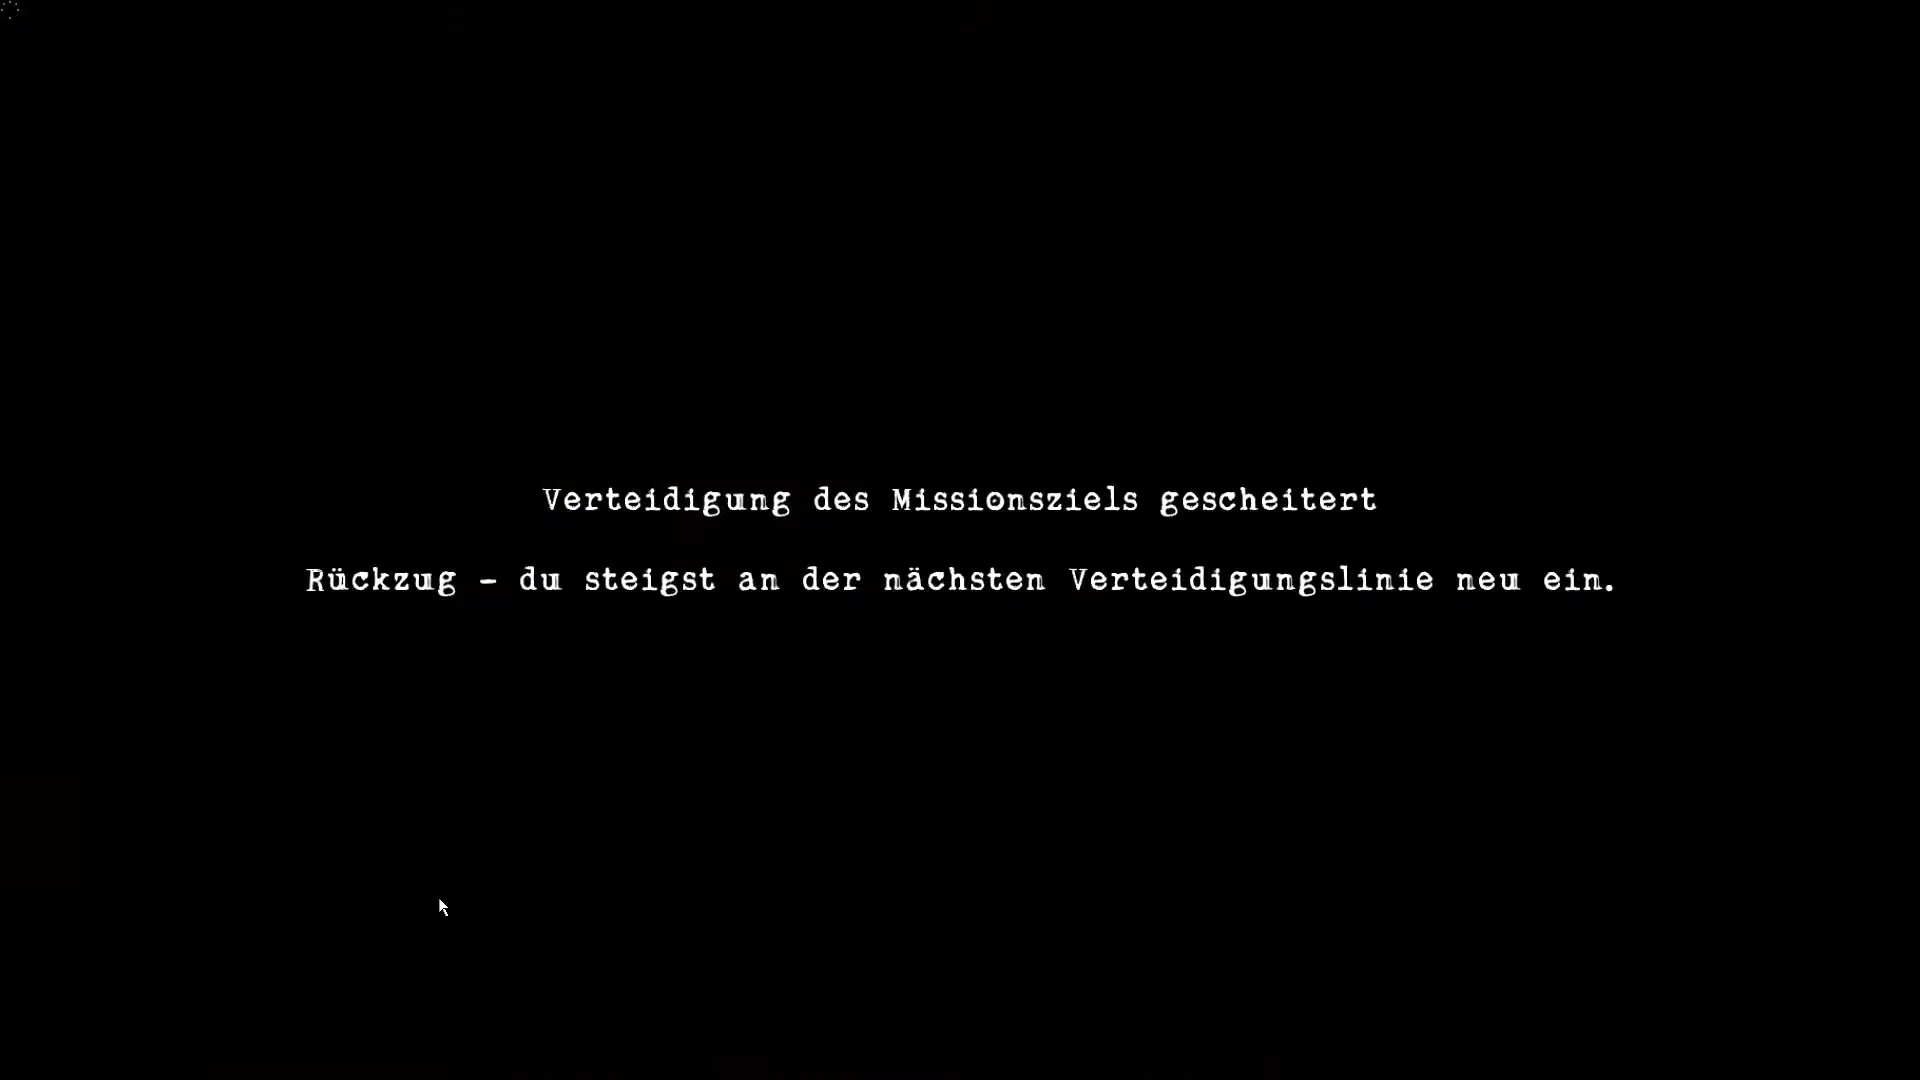 Verteidigung des Missionsziels gescheitert
Rückzug - du steigst an der nächsten Verteidigungslinie neu ein.